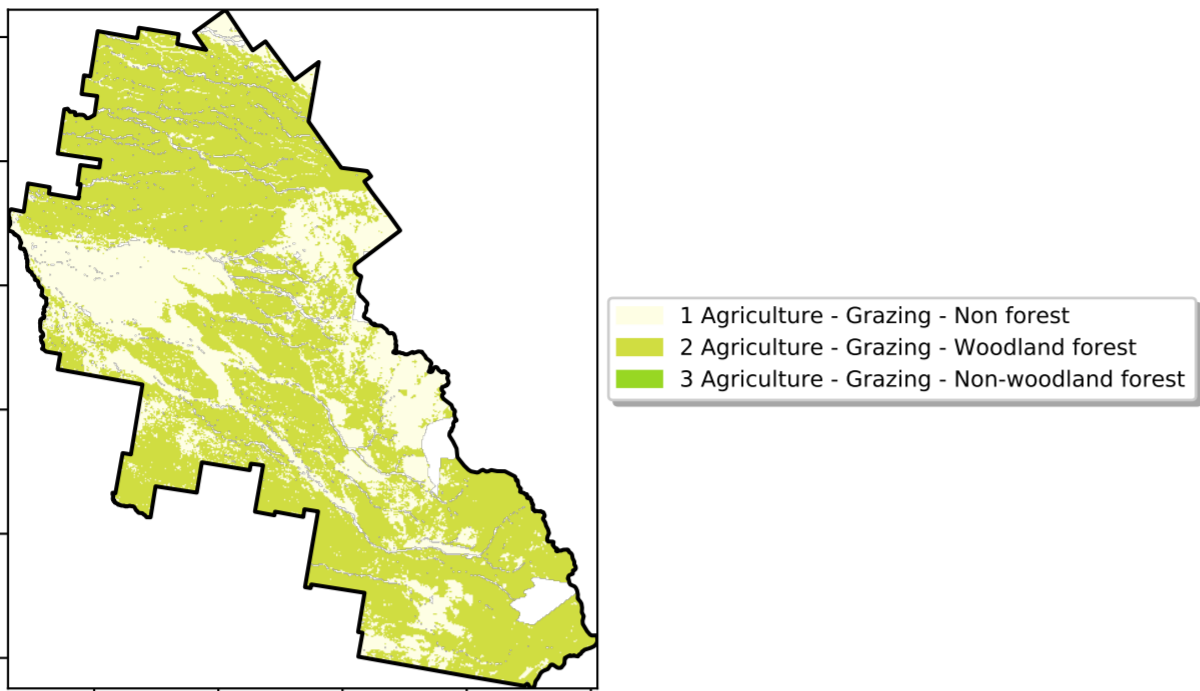 1 Agriculture - Grazing - Non forest
2 Agriculture - Grazing - Woodland forest
3 Agriculture - Grazing - Non-woodland forest